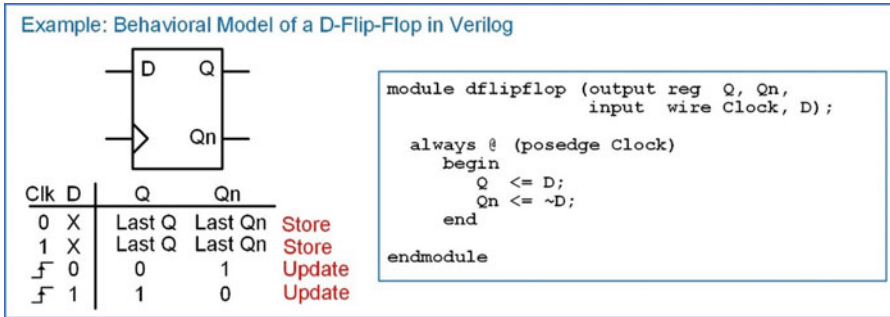 Example: Behavioral Model of a D-Flip-Flop in Verilog
D Q
Qn
Clk D Q Qn
0 X Last Q Last Qn Store
1 X Last Q Last Qn Store
0 0 1 Update
1 1 0 Update
module dflipflop (output reg Q, Qn,
input wire Clock, D);
always @ (posedge Clock)
begin
Q <= D;
Qn <= ~D;
end
endmodule